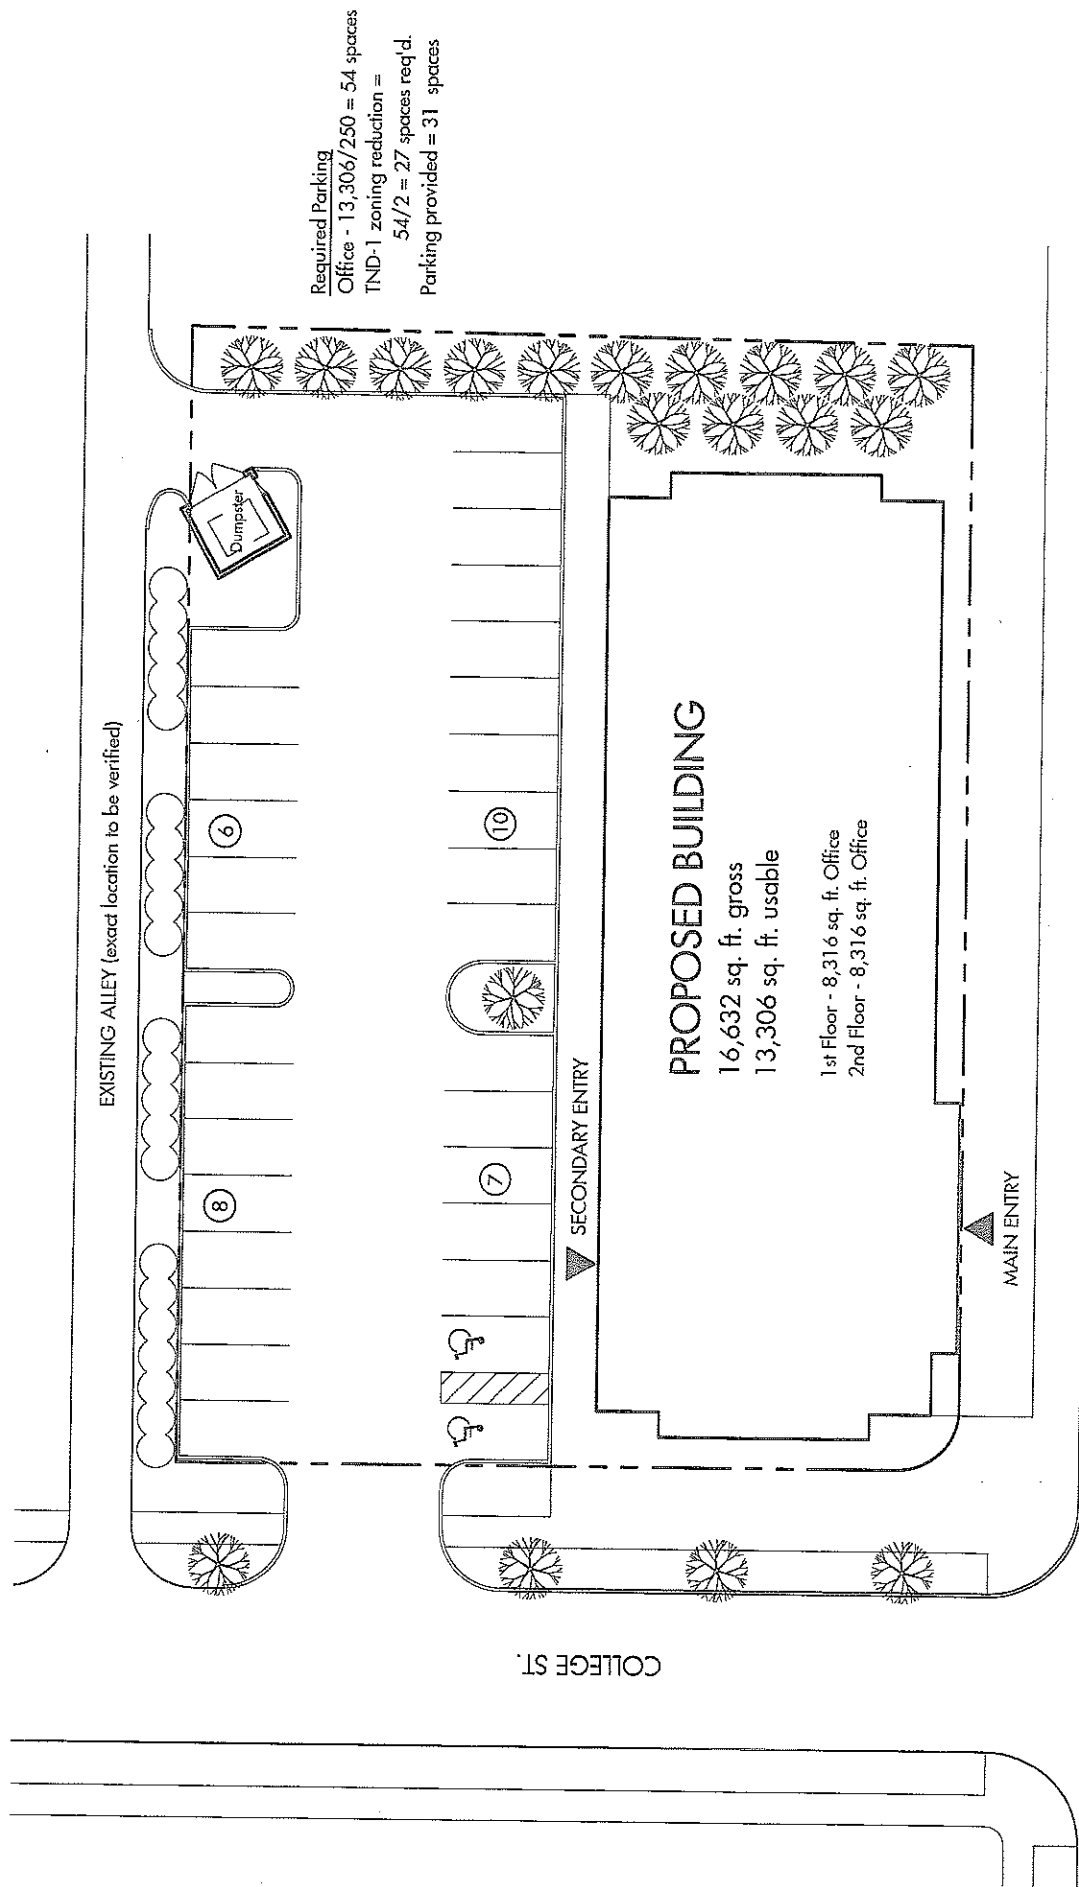 Required Parking
Office - 13,306/250 = 54 spaces
TND-1 zoning reduction =
54/2 = 27 spaces req'd.
Parking provided = 31 spaces
EXISTING ALLEY (exact location to be verified)
Dumpster
8
6
7
10
SECONDARY ENTRY
PROPOSED BUILDING
16,632 sq. ft. gross
13,306 sq. ft. usable
1st Floor - 8,316 sq. ft. Office
2nd Floor - 8,316 sq. ft. Office
MAIN ENTRY
COLLEGE ST.